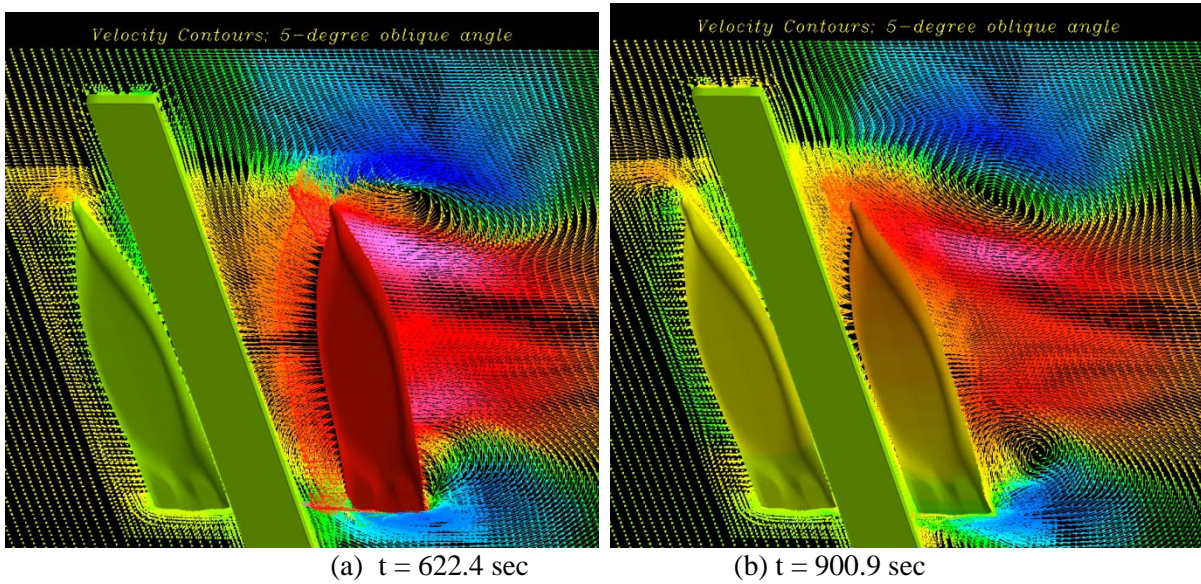 Velocity Contours; 5-degree oblique angle
Velocity Contours; 5-degree oblique angle
(a) t = 622.4 sec
(b) t = 900.9 sec